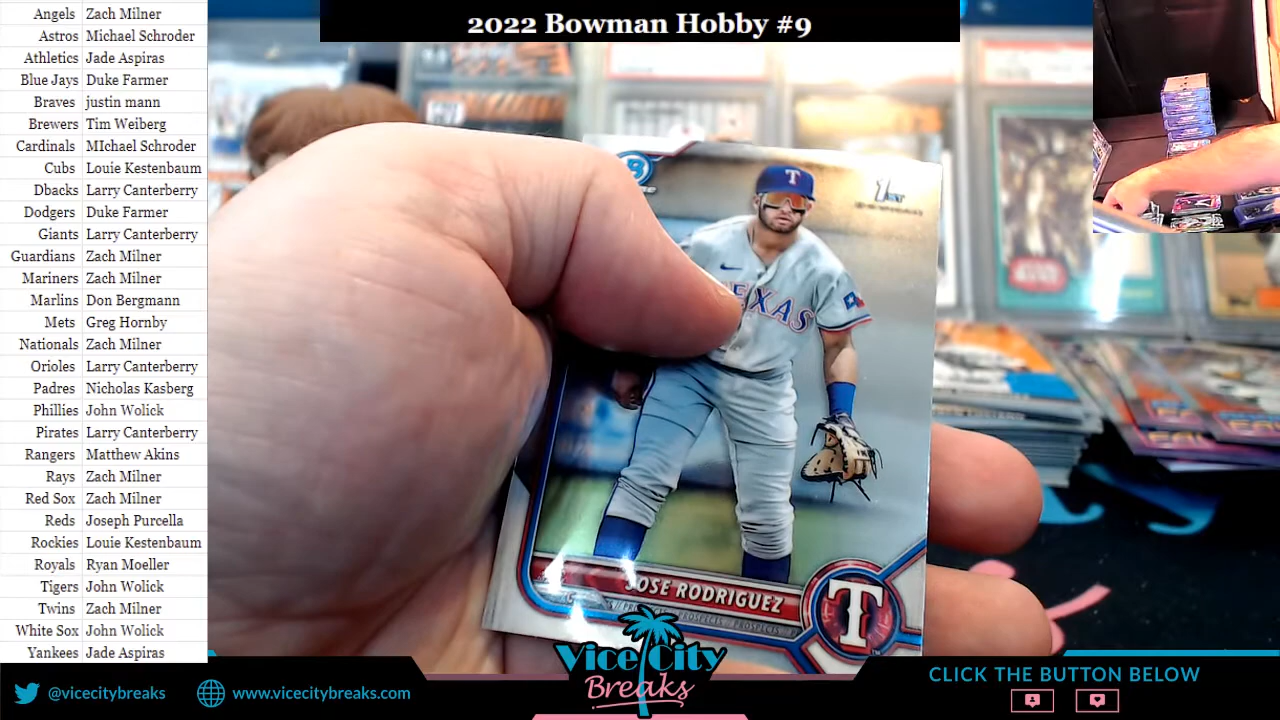 2022 Bowman Hobby #9
Angels Zach Milner
Astros Michael Schroder
Athletics Jade Aspiras
Blue Jays Duke Farmer
Braves justin mann
Brewers Tim Weiberg
Cardinals MIchael Schroder
Cubs Louie Kestenbaum
Dbacks Larry Canterberry
Dodgers Duke Farmer
Giants Larry Canterberry
Guardians Zach Milner
Mariners Zach Milner
Marlins Don Bergmann
Mets Greg Hornby
Nationals Zach Milner
Orioles Larry Canterberry
Padres Nicholas Kasberg
Phillies John Wolick
Pirates Larry Canterberry
Rangers Matthew Akins
Rays Zach Milner
Red Sox Zach Milner
Reds Joseph Purcella
Rockies Louie Kestenbaum
Royals Ryan Moeller
Tigers John Wolick
Twins Zach Milner
White Sox John Wolick
Yankees Jade Aspiras
B
1ST
T
TEXAS
JOSE RODRIGUEZ
PROSPECTS • PROSPECTS
T
STAR WARS
Vice City
Breaks
@vicecitybreaks
www.vicecitybreaks.com
CLICK THE BUTTON BELOW